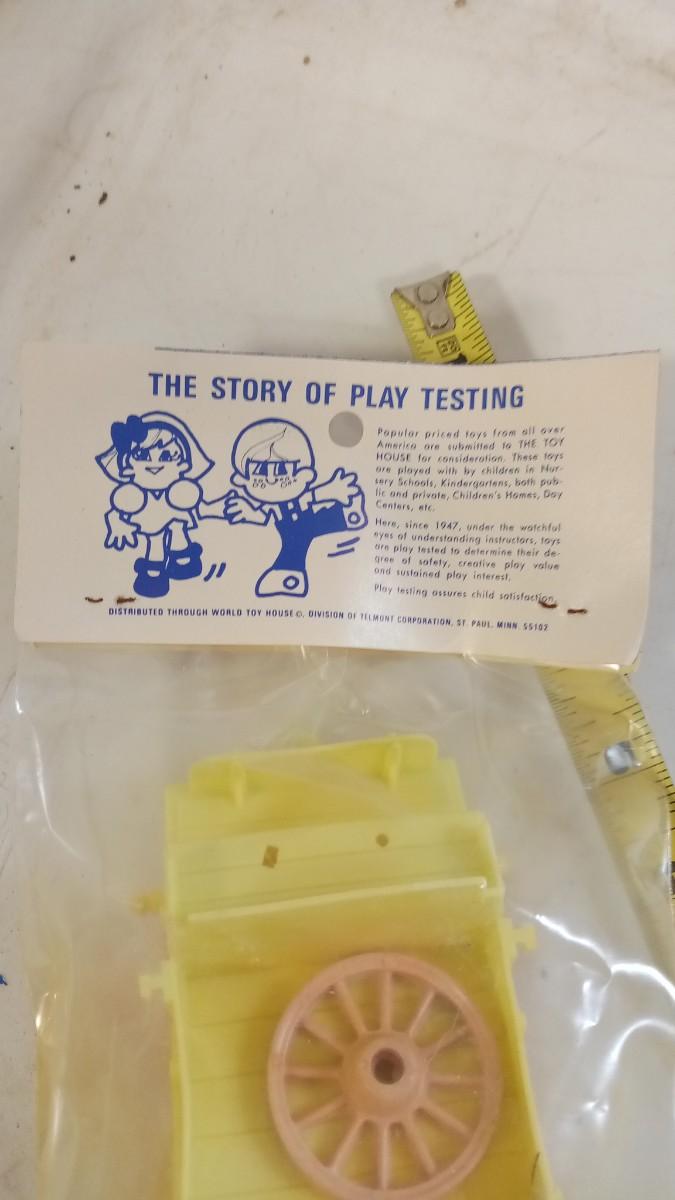 THE STORY OF PLAY TESTING
Popular priced toys from all over
America are submitted to THE TOY
HOUSE for consideration. These toys
are played with by children in Nur-
sery Schools, Kindergartens, both pub-
lic and private, Children's Homes, Day
Centers, etc.
Here, since 1947, under the watchful
eyes of understanding instructors, toys
are play tested to determine their de-
gree of safety, creative play value
and sustained play interest.
Play testing assures child satisfaction.
DISTRIBUTED THROUGH WORLD TOY HOUSE©, DIVISION OF TELMONT CORPORATION, ST. PAUL, MINN. 55102